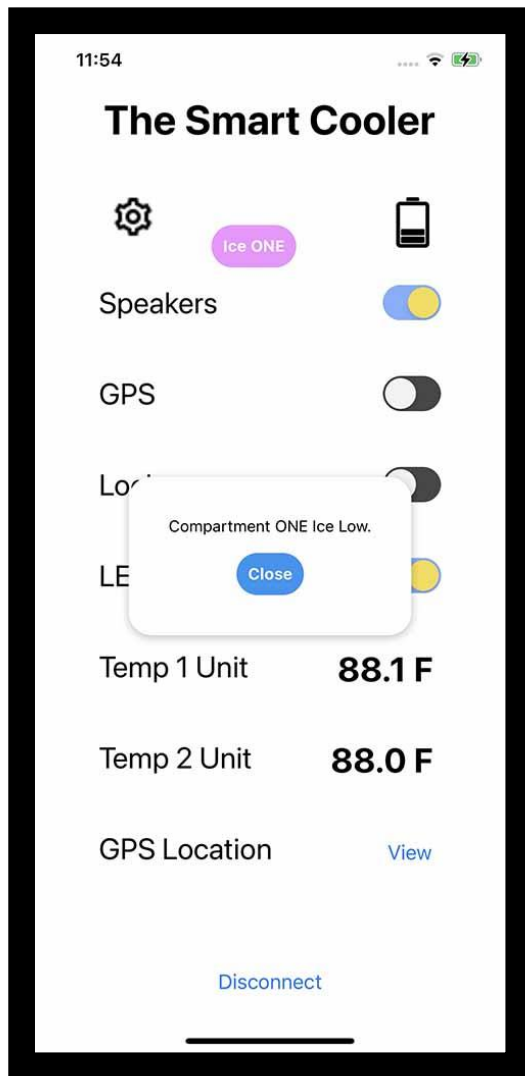 11:54
The Smart Cooler
Ice ONE
Speakers
GPS
Compartment ONE Ice Low.
Close
Temp 1 Unit 88.1 F
Temp 2 Unit 88.0 F
GPS Location View
Disconnect